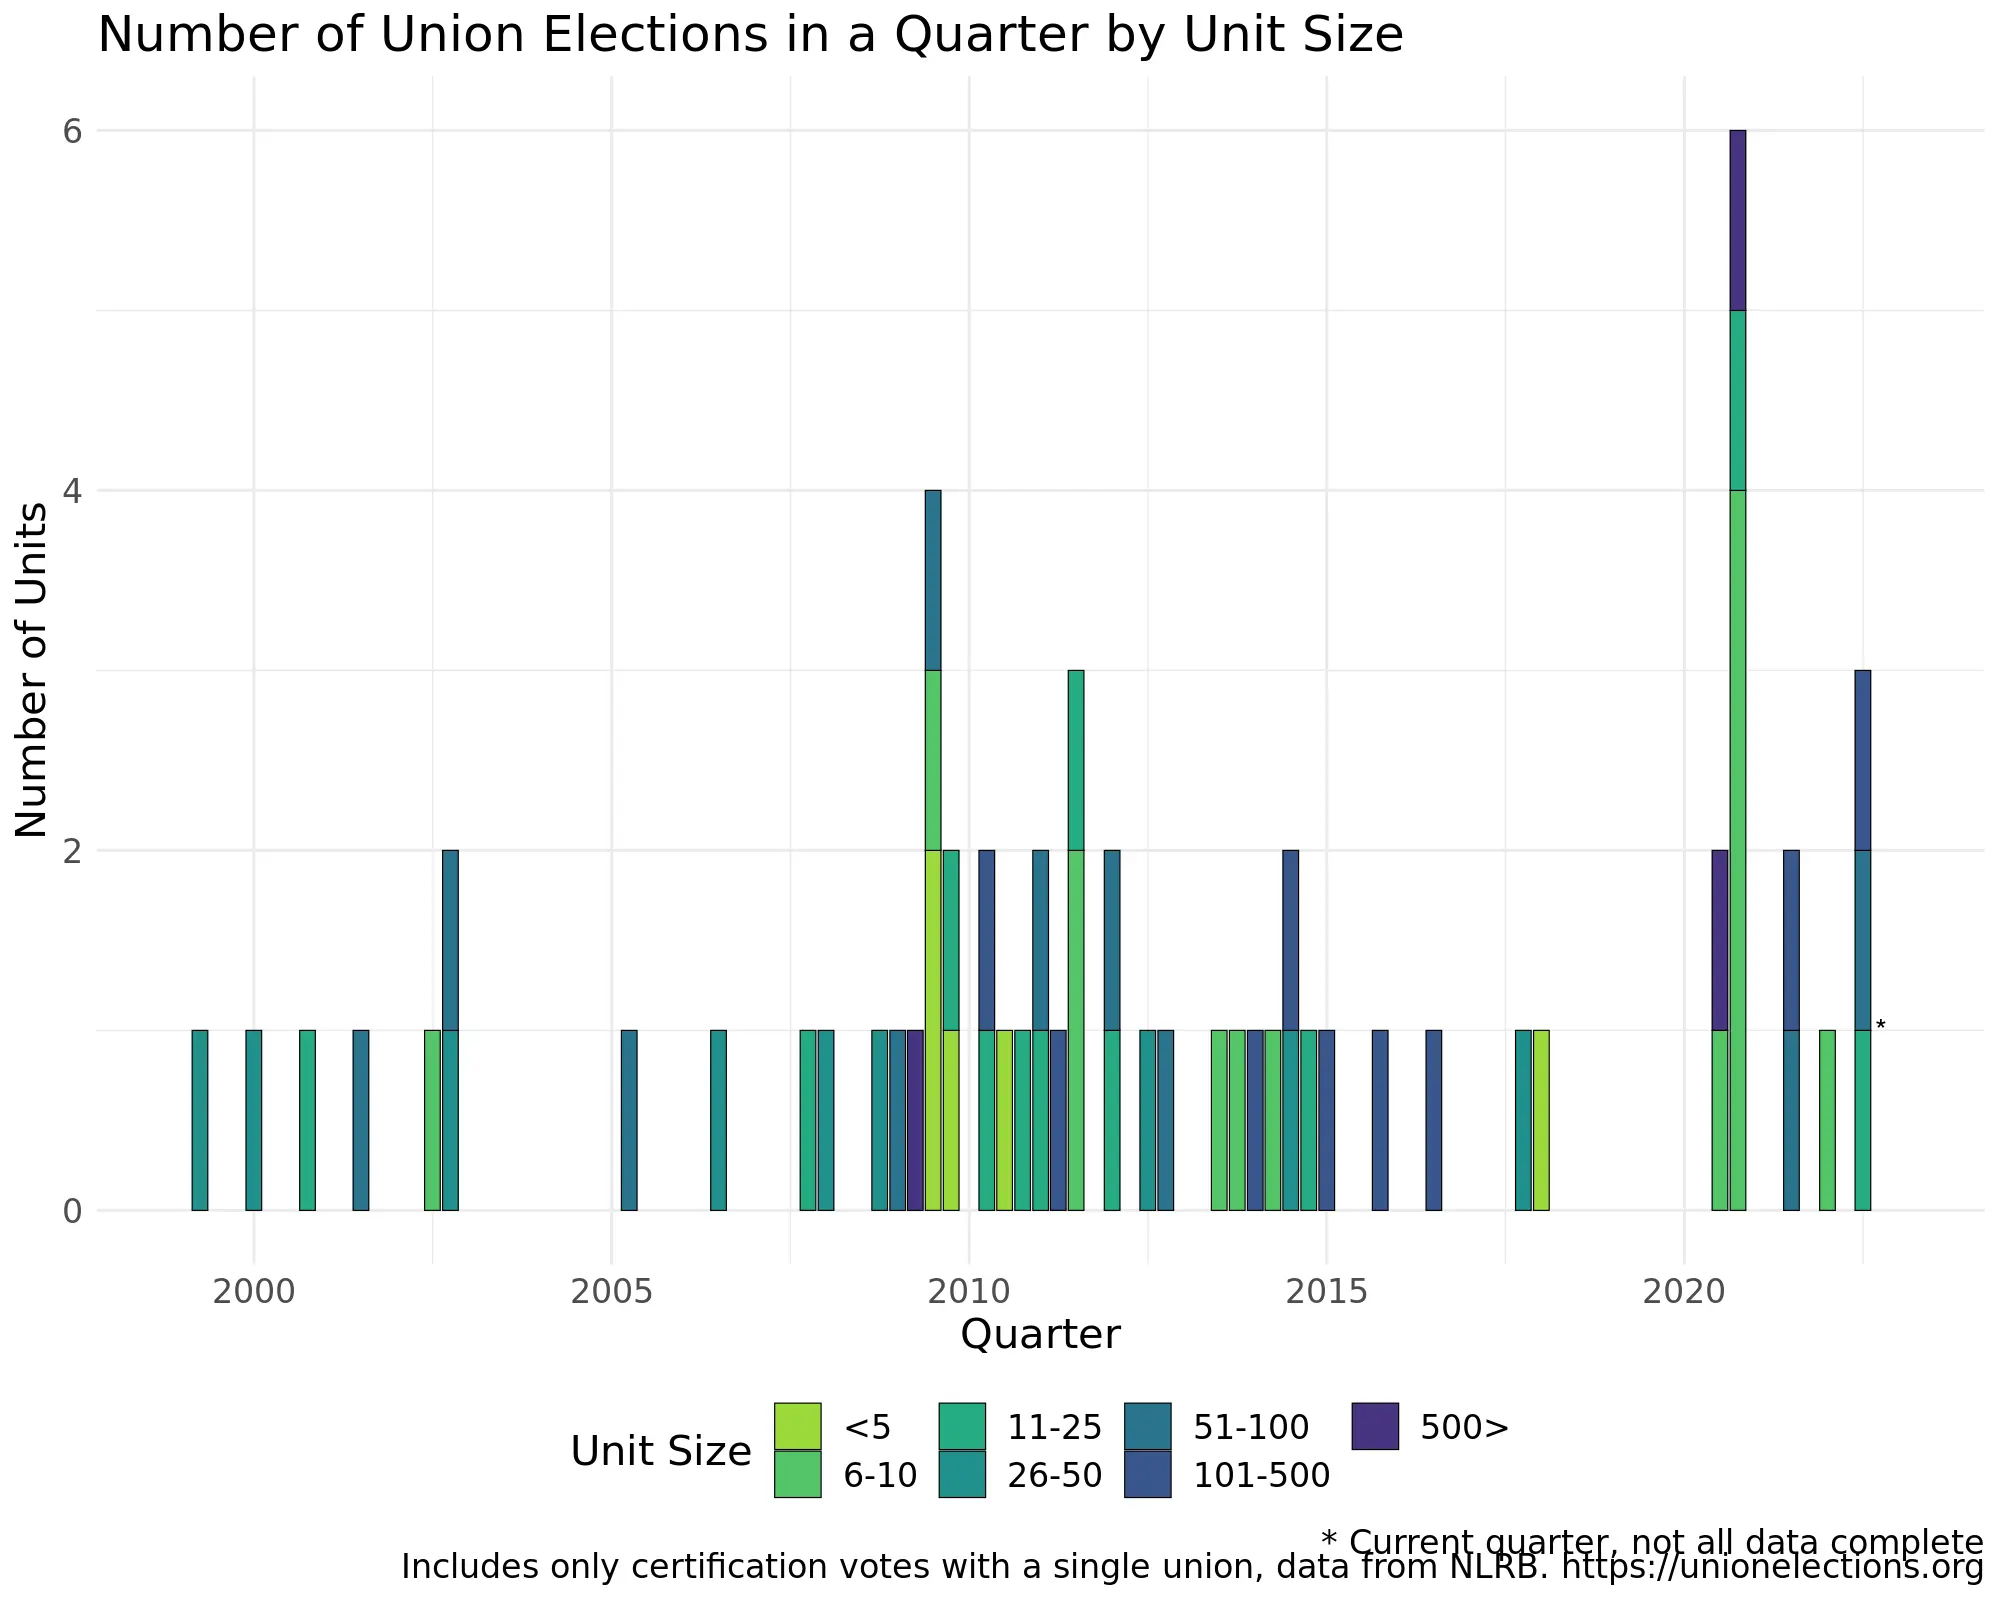 Number of Union Elections in a Quarter by Unit Size
6
4
2
0
Number of Units
*
2000 2005 2010 2015 2020
Quarter
Unit Size
<5 11-25 51-100 500>
6-10 26-50 101-500
* Current quarter, not all data complete
Includes only certification votes with a single union, data from NLRB. https://unionelections.org